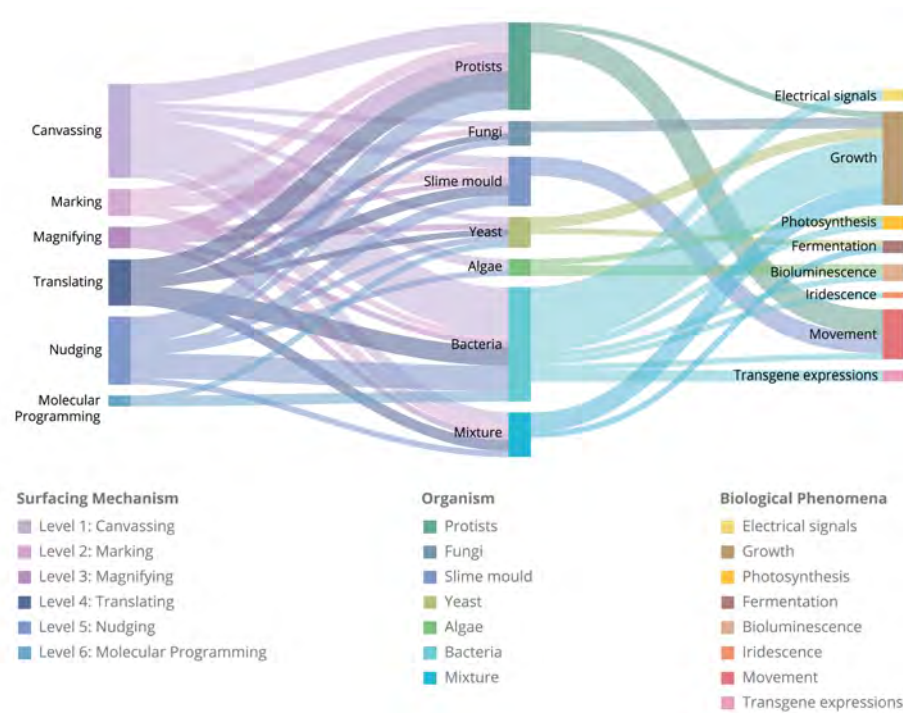 Canvassing
Marking
Magnifying
Translating
Nudging
Molecular
Programming
Protists
Fungi
Slime mould
Yeast
Algae
Bacteria
Mixture
Electrical signals
Growth
Photosynthesis
Fermentation
Bioluminescence
Iridescence
Movement
Transgene expressions
Surfacing Mechanism
Level 1: Canvassing
Level 2: Marking
Level 3: Magnifying
Level 4: Translating
Level 5: Nudging
Level 6: Molecular Programming
Organism
Protists
Fungi
Slime mould
Yeast
Algae
Bacteria
Mixture
Biological Phenomena
Electrical signals
Growth
Photosynthesis
Fermentation
Bioluminescence
Iridescence
Movement
Transgene expressions